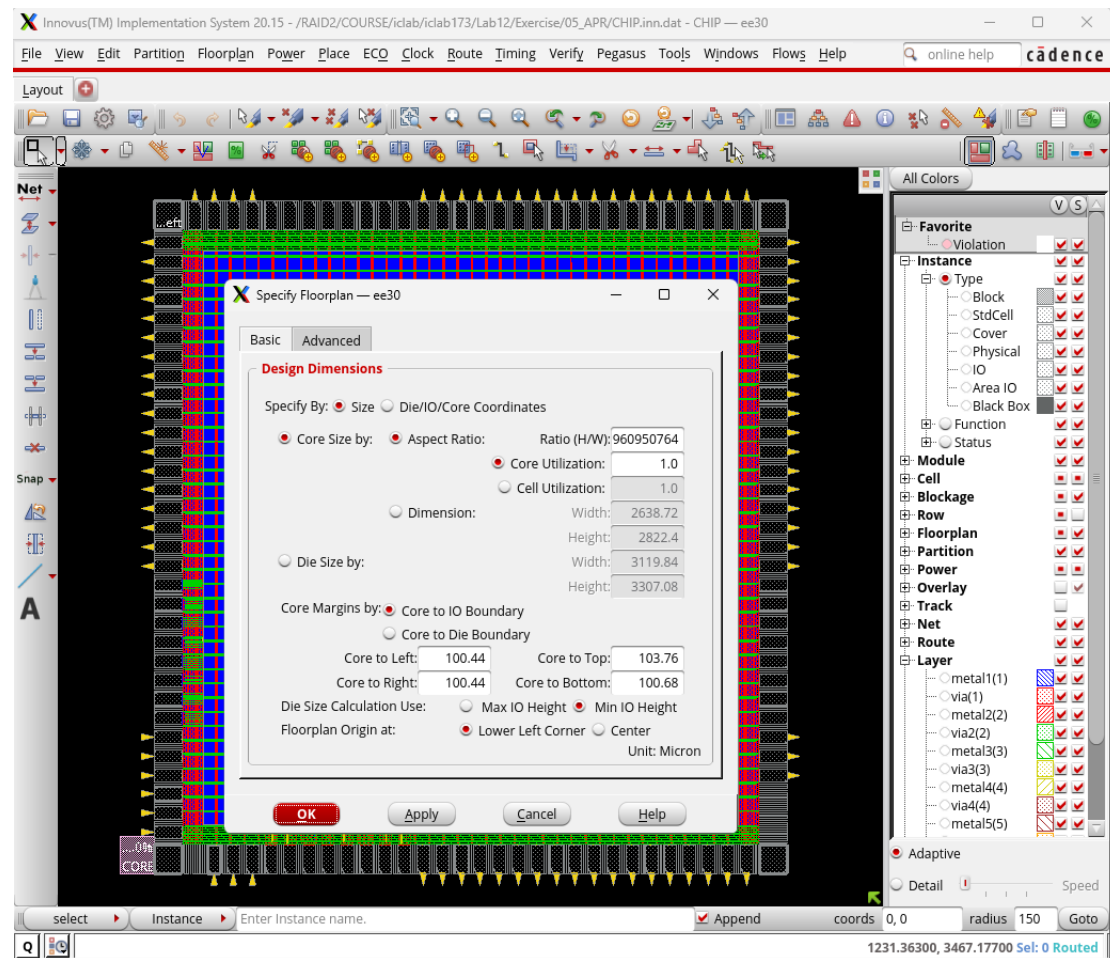 Innovus(TM) Implementation System 20.15 - /RAID2/COURSE/iclab/iclab173/Lab12/Exercise/05_APR/CHIP.inn.dat - CHIP — ee30
File View Edit Partition Floorplan Power Place ECO Clock Route Timing Verify Pegasus Tools Windows Flows Help online help cādence
Layout
Net
Snap
A
...eft
....0%
CORE
Specify Floorplan — ee30
Basic Advanced
Design Dimensions
Specify By: Size Die/IO/Core Coordinates
Core Size by: Aspect Ratio: Ratio (H/W): 960950764
Core Utilization: 1.0
Cell Utilization: 1.0
Dimension: Width: 2638.72
Height: 2822.4
Die Size by: Width: 3119.84
Height: 3307.08
Core Margins by: Core to IO Boundary
Core to Die Boundary
Core to Left: 100.44 Core to Top: 103.76
Core to Right: 100.44 Core to Bottom: 100.68
Die Size Calculation Use: Max IO Height Min IO Height
Floorplan Origin at: Lower Left Corner Center
Unit: Micron
OK Apply Cancel Help
All Colors
V S
Favorite
Violation
Instance
Type
Block
StdCell
Cover
Physical
IO
Area IO
Black Box
Function
Status
Module
Cell
Blockage
Row
Floorplan
Partition
Power
Overlay
Track
Net
Route
Layer
metal1(1)
via(1)
metal2(2)
via2(2)
metal3(3)
via3(3)
metal4(4)
via4(4)
metal5(5)
Adaptive
Detail Speed
select Instance Enter Instance name. Append coords 0, 0 radius 150 Goto
Q 1231.36300, 3467.17700 Sel: 0 Routed